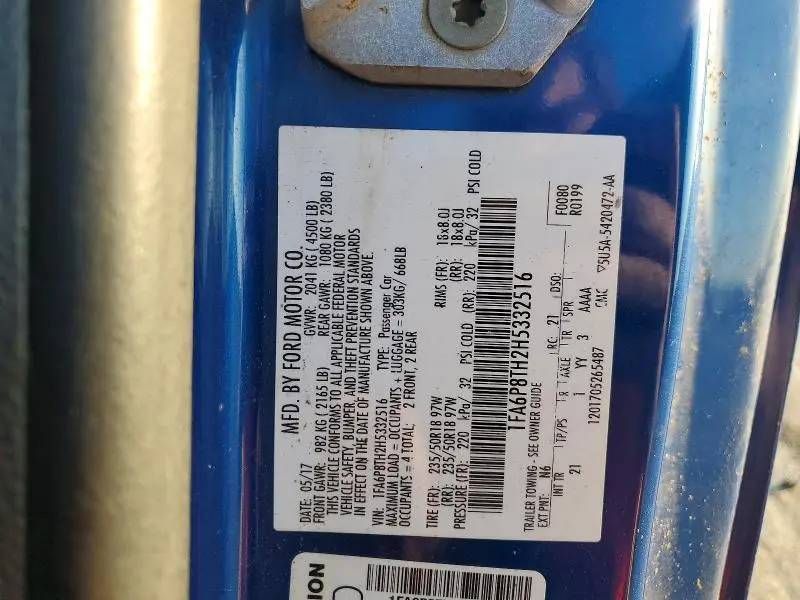 MFD. BY FORD MOTOR CO.
DATE: 05/17 GVWR: 2041 KG ( 4500 LB)
FRONT GAWR: 982 KG ( 2165 LB) REAR GAWR: 1080 KG ( 2380 LB)
THIS VEHICLE CONFORMS TO ALL APPLICABLE FEDERAL MOTOR
VEHICLE SAFETY, BUMPER, AND THEFT PREVENTION STANDARDS
IN EFFECT ON THE DATE OF MANUFACTURE SHOWN ABOVE.
VIN: 1FA6P8TH2H5332516 TYPE: Passenger Car
MAXIMUM LOAD = OCCUPANTS + LUGGAGE = 303KG/ 668LB
OCCUPANTS = 4 TOTAL: 2 FRONT, 2 REAR
TIRE (FR): 235/50R18 97W RIMS (FR): 18x8.0J
(RR): 235/50R18 97W (RR): 18x8.0J
PRESSURE (FR): 220 kPa/ 32 PSI COLD (RR): 220 kPa/ 32 PSI COLD
1FA6P8TH2H5332516
TRAILER TOWING - SEE OWNER GUIDE
EXT PNT: N6 RC: 21 DSO: F0080
R0199
INT TR TP/PS R AXLE TR SPR
21 I YY 3 AAAA
1201705265487 5U5A-5420472-AA